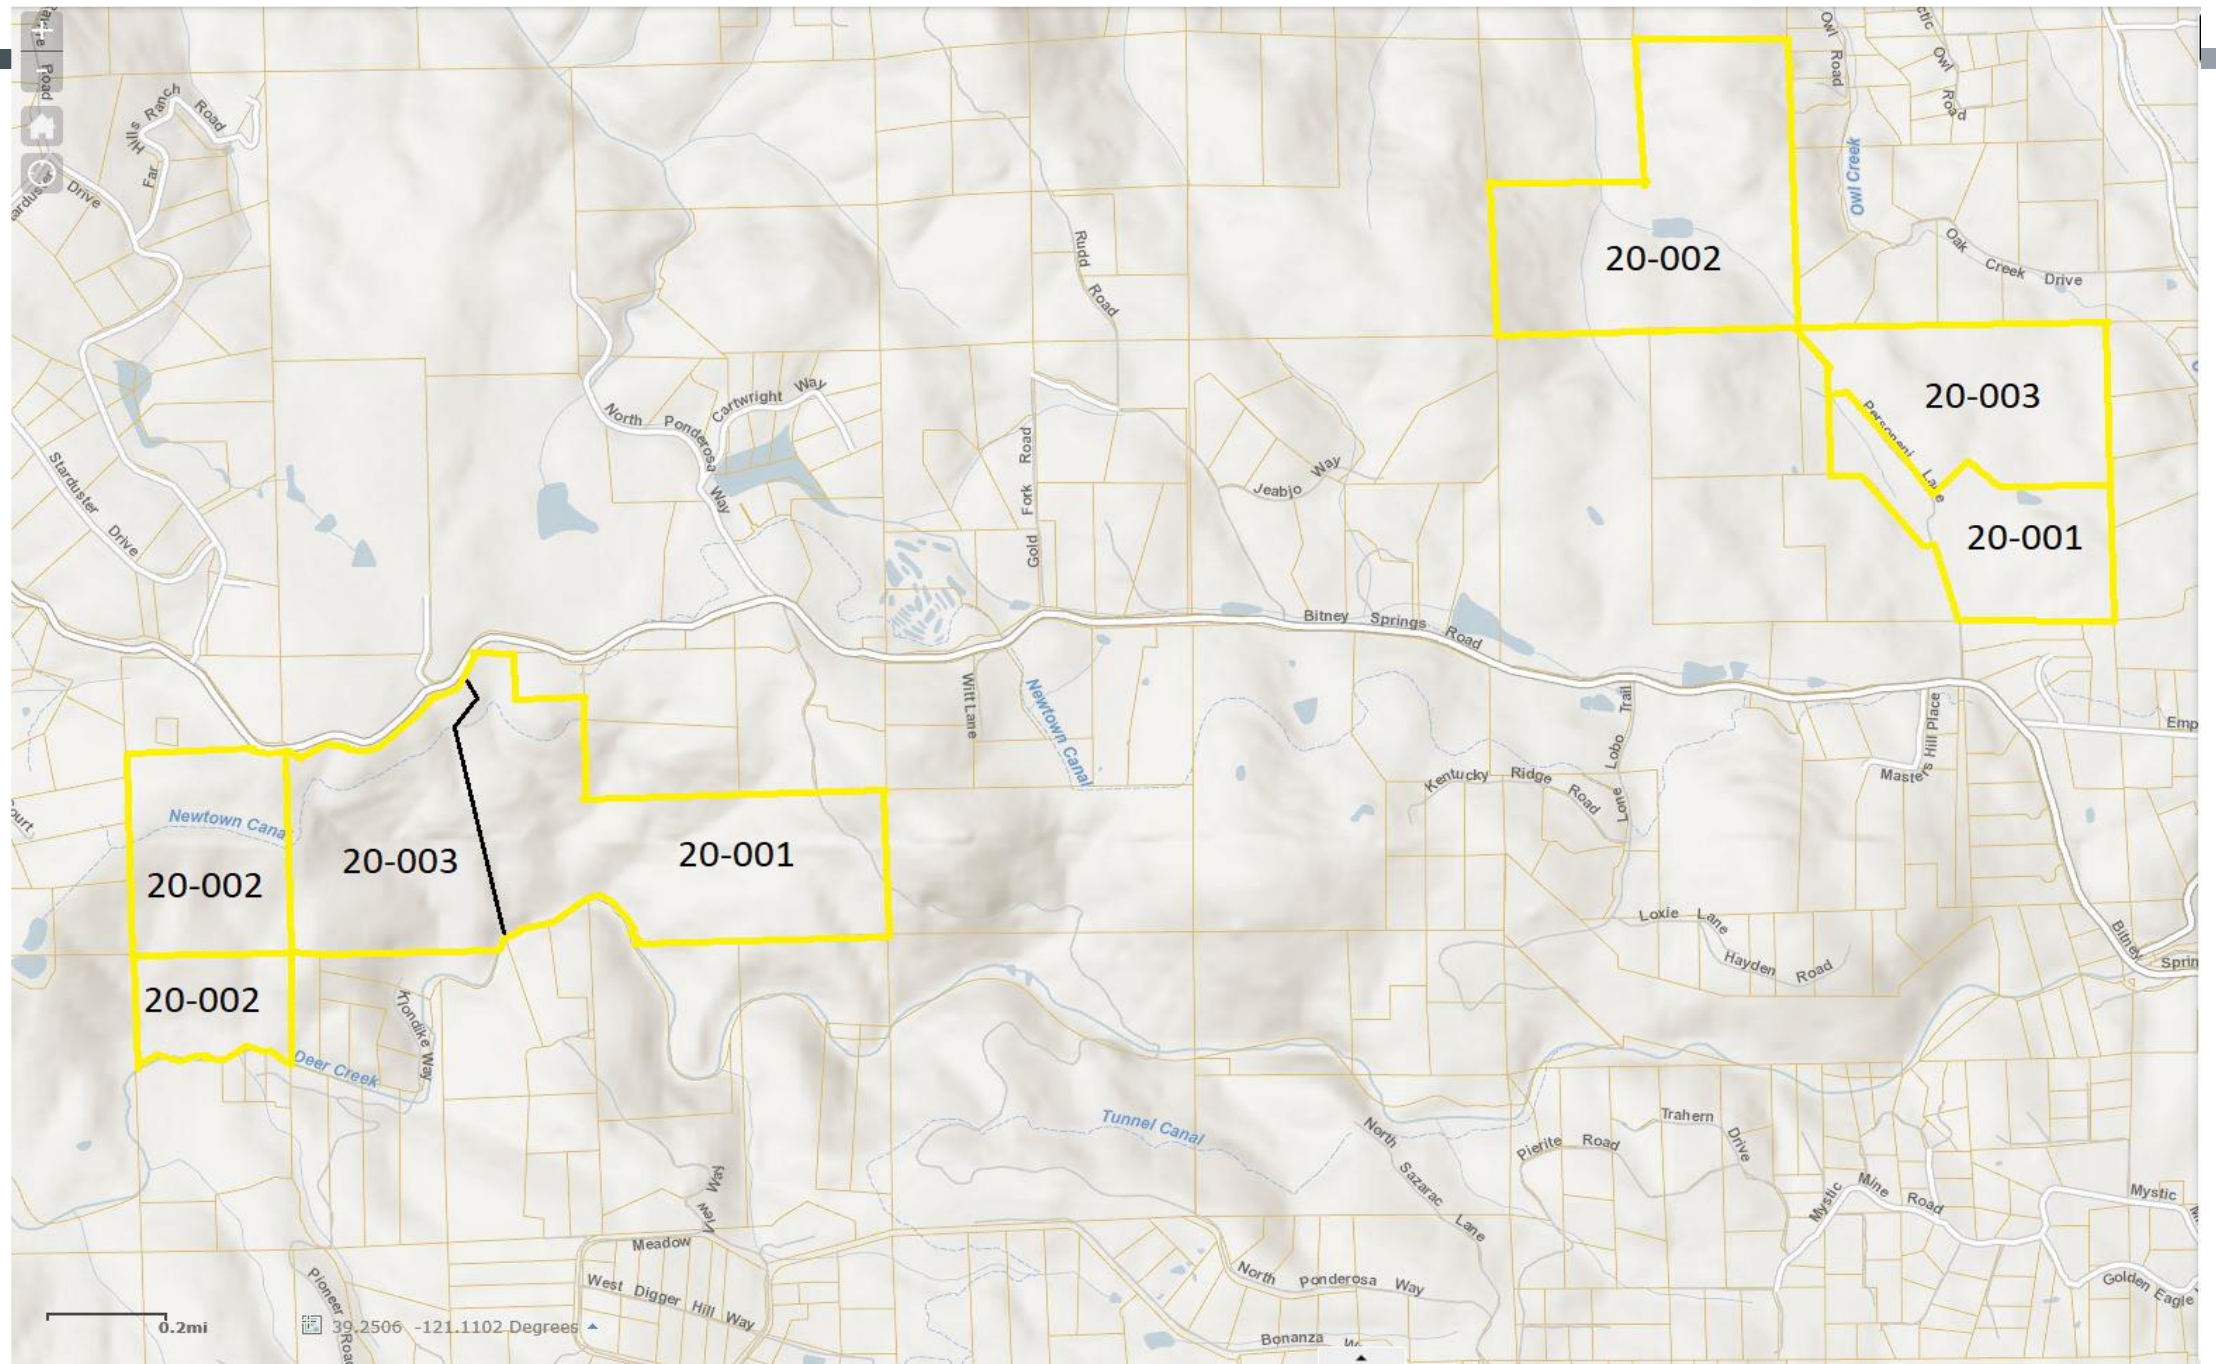 Road
Far Hills Ranch Road
Drive
Starduster Drive
North Ponderosa Way
Cartwright Way
Rudd Road
Gold Fork Road
Jeabjo Way
Owl Road
Owl Road
Owl Creek
Oak Creek Drive
20-002
20-003
Personeni Lane
20-001
Bitney Springs Road
Witt Lane
Newtown Canal
Lone Lobo Trail
Kentucky Ridge Road
Masters Hill Place
Emp
Newtown Cana
20-002
20-003
20-001
20-002
Klondike Way
Deer Creek
Loxie Lane
Hayden Road
Bitney
Sprin
Tunnel Canal
North Sazarac Lane
Pierite Road
Trahern Drive
Mystic Mine Road
Mystic
Golden Eagle
View Way
Meadow
West Digger Hill Way
Pioneer Road
North Ponderosa Way
Bonanza
0.2mi
39.2506 -121.1102 Degrees